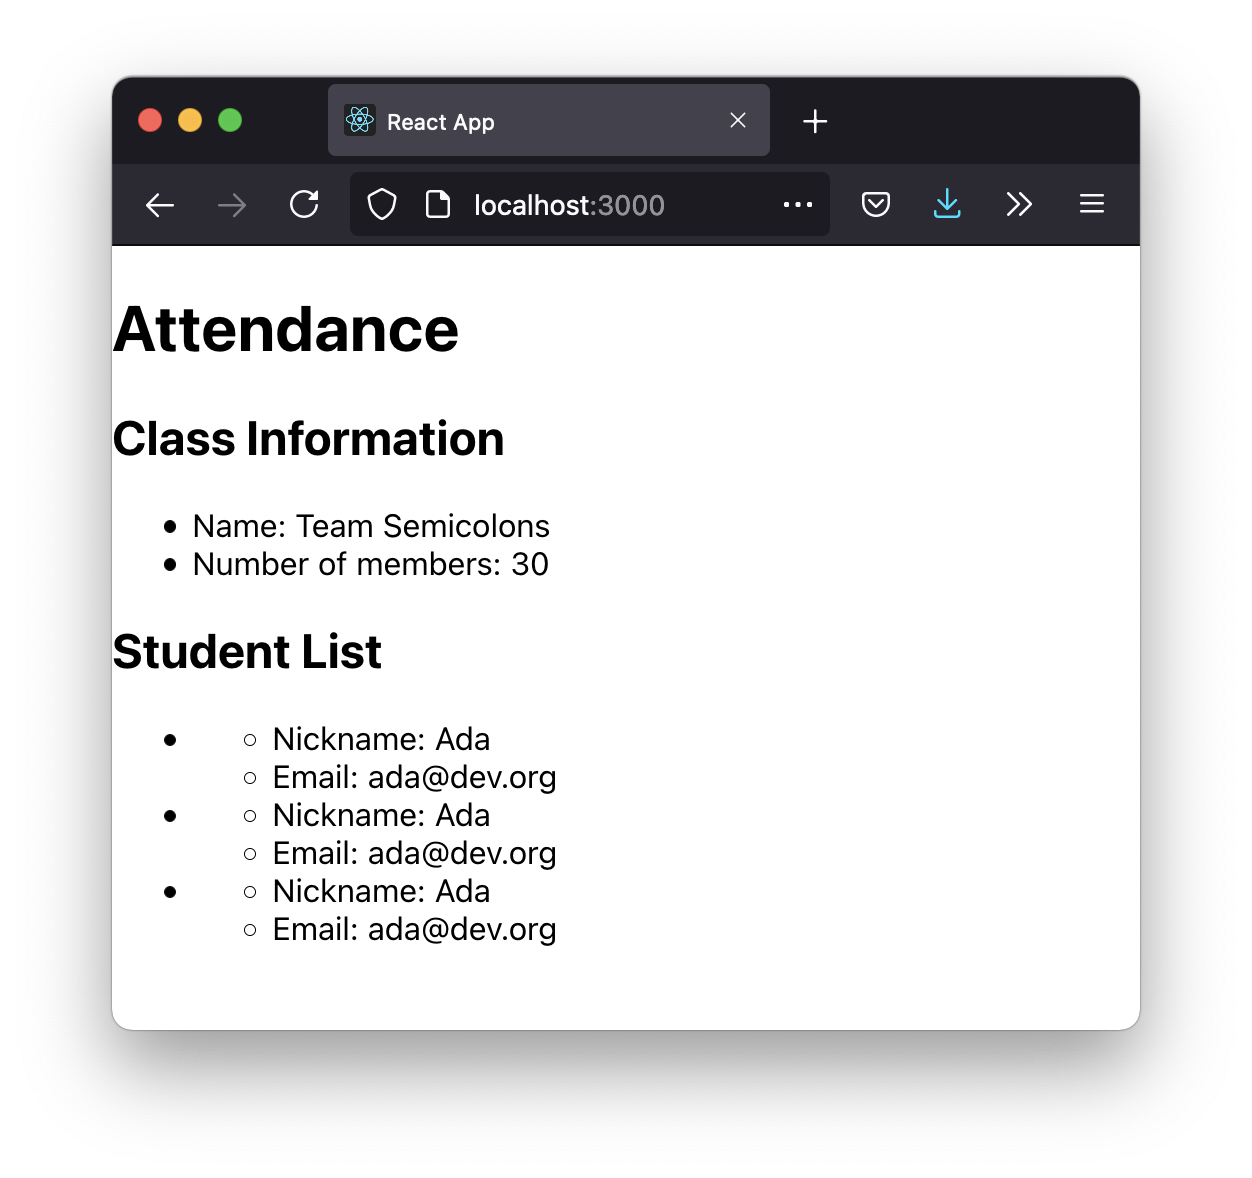 React App
localhost:3000
Attendance
Class Information
Name: Team Semicolons
Number of members: 30
Student List
Nickname: Ada
Email: ada@dev.org
Nickname: Ada
Email: ada@dev.org
Nickname: Ada
Email: ada@dev.org